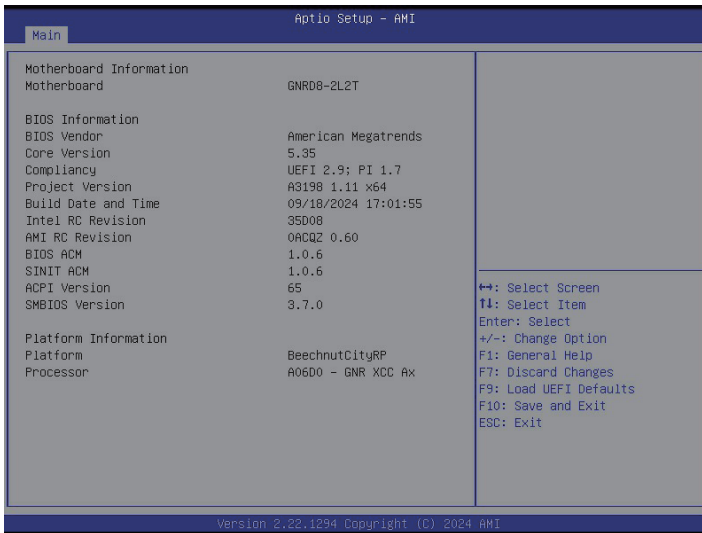 Aptio Setup – AMI
Main
Motherboard Information
Motherboard GNRD8-2L2T
BIOS Information
BIOS Vendor American Megatrends
Core Version 5.35
Compliancy UEFI 2.9; PI 1.7
Project Version A3198 1.11 x64
Build Date and Time 09/18/2024 17:01:55
Intel RC Revision 35D08
AMI RC Revision 0ACQZ 0.60
BIOS ACM 1.0.6
SINIT ACM 1.0.6
ACPI Version 65
SMBIOS Version 3.7.0
Platform Information
Platform BeechnutCityRP
Processor A06D0 – GNR XCC Ax
↔: Select Screen
↑↓: Select Item
Enter: Select
+/-: Change Option
F1: General Help
F7: Discard Changes
F9: Load UEFI Defaults
F10: Save and Exit
ESC: Exit
Version 2.22.1294 Copyright (C) 2024 AMI